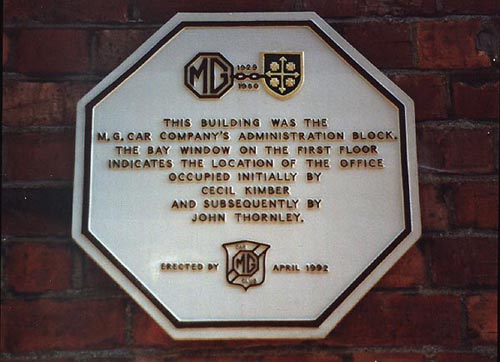 MG 1929
1980
THIS BUILDING WAS THE
M.G. CAR COMPANY'S ADMINISTRATION BLOCK.
THE BAY WINDOW ON THE FIRST FLOOR
INDICATES THE LOCATION OF THE OFFICE
OCCUPIED INITIALLY BY
CECIL KIMBER
AND SUBSEQUENTLY BY
JOHN THORNLEY.
CAR
ERECTED BY MG APRIL 1992
CLUB